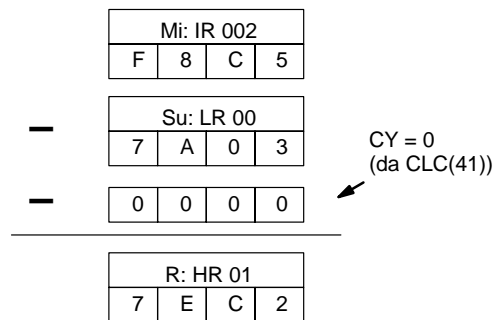 Mi: IR 002
F 8 C 5
− Su: LR 00
7 A 0 3
CY = 0
(da CLC(41))
− 0 0 0 0
R: HR 01
7 E C 2